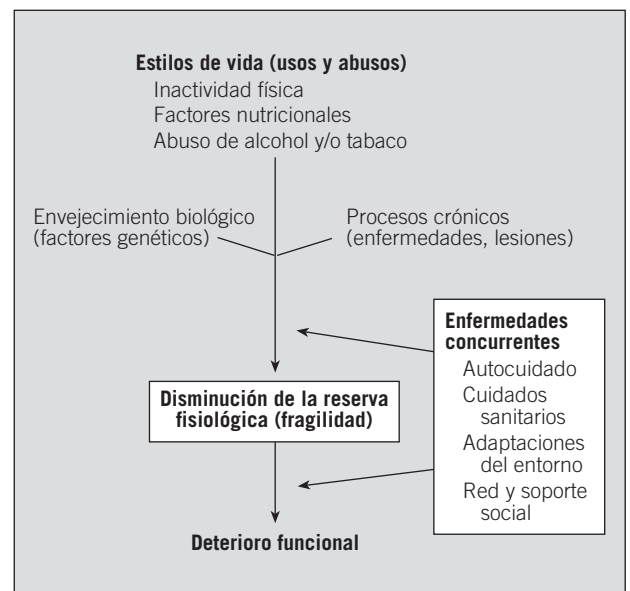 Estilos de vida (usos y abusos)
Inactividad física
Factores nutricionales
Abuso de alcohol y/o tabaco
Envejecimiento biológico
(factores genéticos)
Procesos crónicos
(enfermedades, lesiones)
Enfermedades
concurrentes
Autocuidado
Cuidados
sanitarios
Adaptaciones
del entorno
Red y soporte
social
Disminución de la reserva
fisiológica (fragilidad)
Deterioro funcional